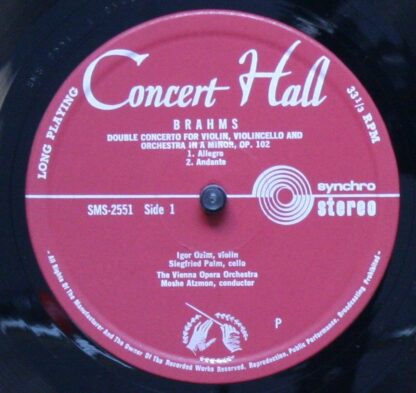 Concert Hall
LONG PLAYING
33 1/3 RPM
BRAHMS
DOUBLE CONCERTO FOR VIOLIN, VIOLINCELLO AND
ORCHESTRA IN A MINOR, OP. 102
1. Allegro
2. Andante
SMS-2551 Side 1
synchro
stereo
Igor Ozim, violin
Siegfried Palm, cello
The Vienna Opera Orchestra
Moshe Atzmon, conductor
P
- All Rights Of The Manufacturer And The Owner Of The Recorded Works Reserved. Reproduction. Public Performance. Broadcasting Prohibited -